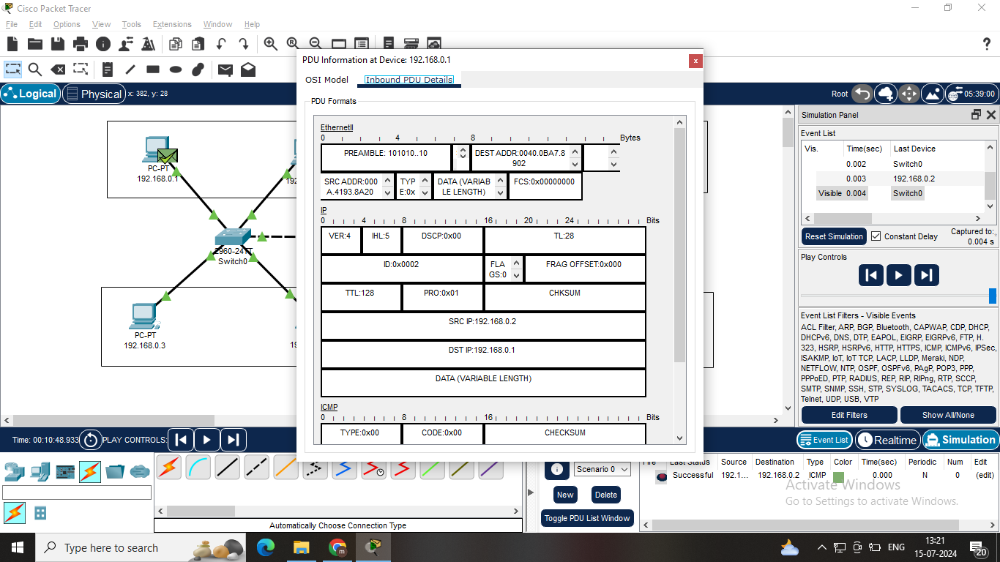 Cisco Packet Tracer
File Edit Options View Tools Extensions Window Help
Logical Physical x: 382, y: 28 Root 05:39:00
PDU Information at Device: 192.168.0.1
OSI Model Inbound PDU Details
PDU Formats
EthernetII
0 4 8 Bytes
PREAMBLE: 101010..10 DEST ADDR:0040.0BA7.8
902
SRC ADDR:000 TYP DATA (VARIAB FCS:0x00000000
A.4193.8A20 E:0x LE LENGTH)
IP
0 4 8 16 20 24 Bits
VER:4 IHL:5 DSCP:0x00 TL:28
ID:0x0002 FLA FRAG OFFSET:0x000
GS:0
TTL:128 PRO:0x01 CHKSUM
SRC IP:192.168.0.2
DST IP:192.168.0.1
DATA (VARIABLE LENGTH)
ICMP
0 8 16 Bits
TYPE:0x00 CODE:0x00 CHECKSUM
PC-PT
192.168.0.1
2960-24TT
Switch0
PC-PT
192.168.0.3
Simulation Panel
Event List
Vis. Time(sec) Last Device
0.002 Switch0
0.003 192.168.0.2
Visible 0.004 Switch0
Reset Simulation Constant Delay Captured to:
0.004 s
Play Controls
Event List Filters - Visible Events
ACL Filter, ARP, BGP, Bluetooth, CAPWAP, CDP, DHCP,
DHCPv6, DNS, DTP, EAPOL, EIGRP, EIGRPv6, FTP, H.
323, HSRP, HSRPv6, HTTP, HTTPS, ICMP, ICMPv6, IPSec,
ISAKMP, IoT, IoT TCP, LACP, LLDP, Meraki, NDP,
NETFLOW, NTP, OSPF, OSPFv6, PAgP, POP3, PPP,
PPPoED, PTP, RADIUS, REP, RIP, RIPng, RTP, SCCP,
SMTP, SNMP, SSH, STP, SYSLOG, TACACS, TCP, TFTP,
Telnet, UDP, USB, VTP
Edit Filters Show All/None
Time: 00:10:48.933 PLAY CONTROLS: Event List Realtime Simulation
Scenario 0
New Delete
Toggle PDU List Window
Fire Last Status Source Destination Type Color Time(sec) Periodic Num Edit
Successful 192.1... 192.168.0.2 ICMP 0.000 N 0 (edit)
Automatically Choose Connection Type
Activate Windows
Go to Settings to activate Windows.
Type here to search
ENG 13:21
15-07-2024
20